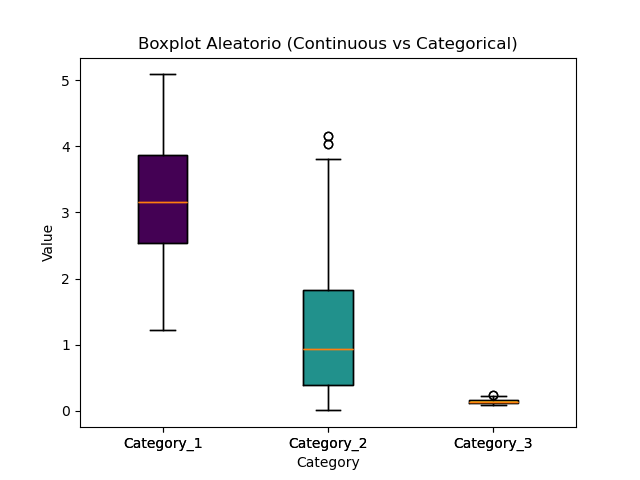 Boxplot Aleatorio (Continuous vs Categorical)
5
4
3
2
1
0
Value
Category_1
Category_2
Category_3
Category